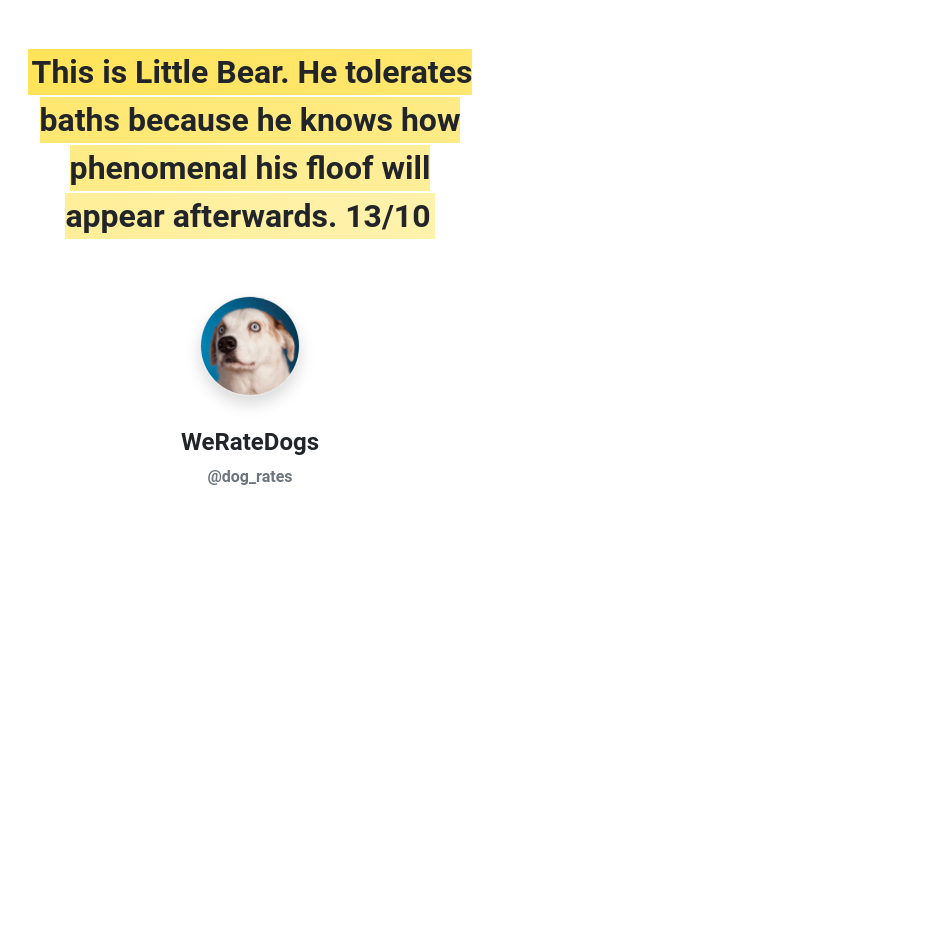 This is Little Bear. He tolerates
baths because he knows how
phenomenal his floof will
appear afterwards. 13/10
WeRateDogs
@dog_rates